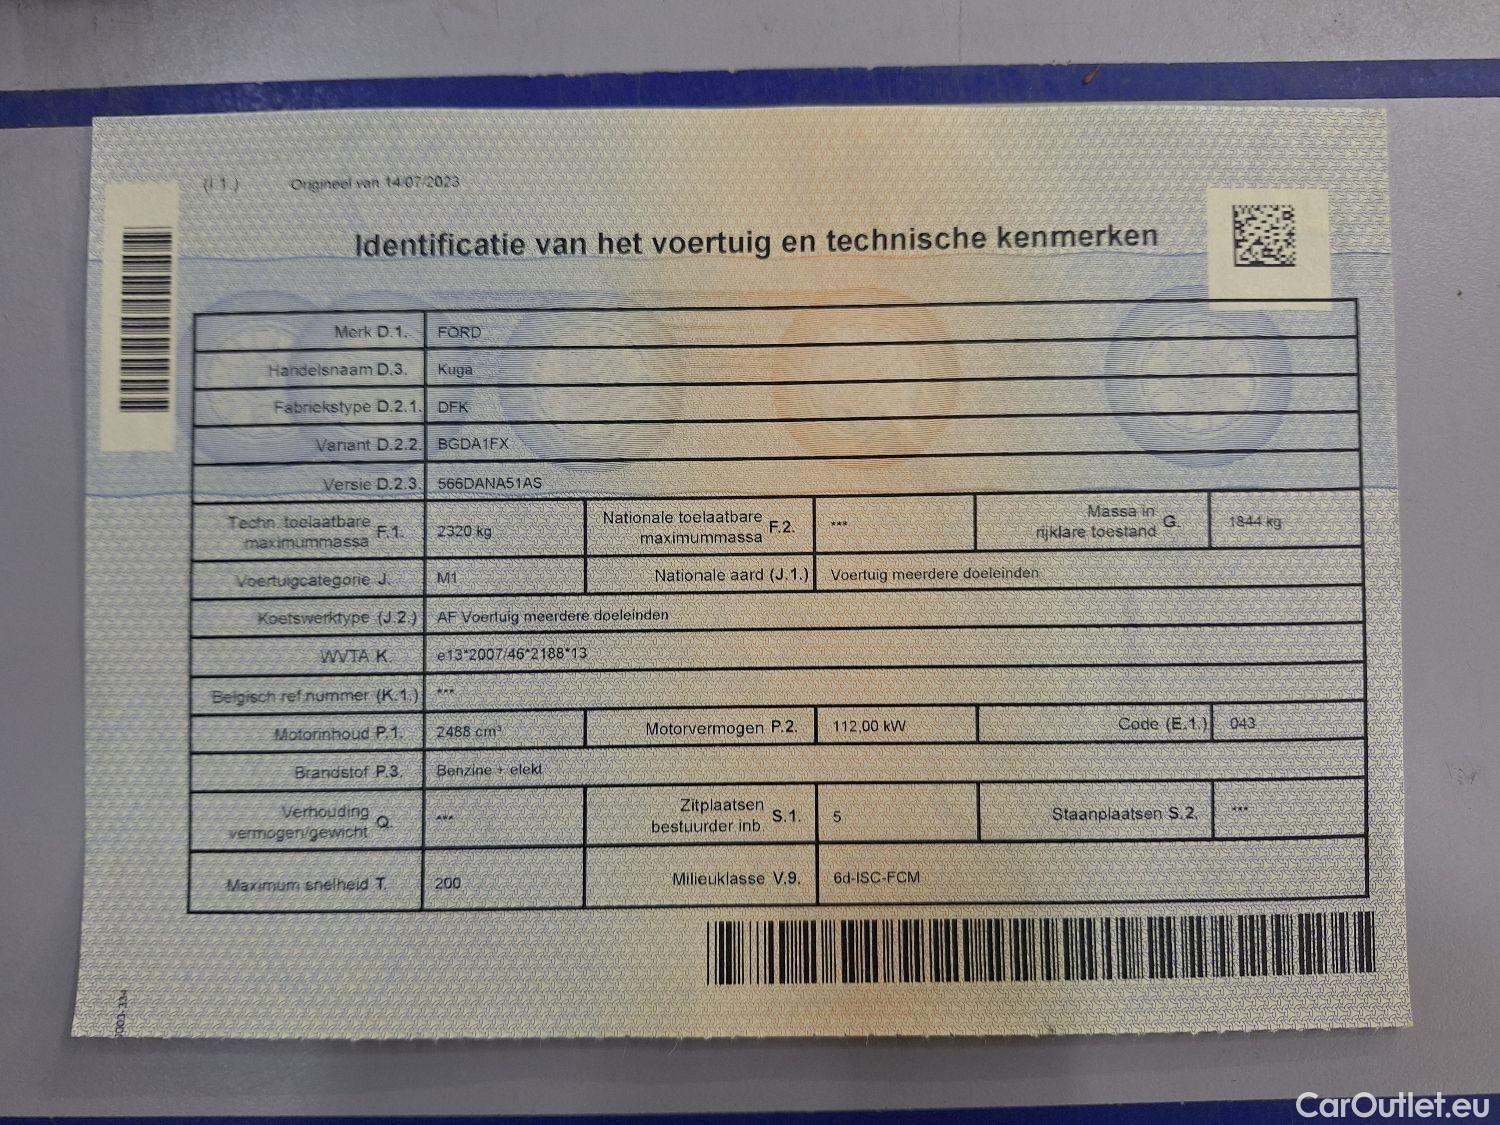 (I.1.) Origineel van 14/07/2023
Identificatie van het voertuig en technische kenmerken
Merk D.1. FORD
Handelsnaam D.3. Kuga
Fabriekstype D.2.1. DFK
Variant D.2.2. BGDA1FX
Versie D.2.3. 566DANA51AS
Techn. toelaatbare maximummassa F.1. 2320 kg Nationale toelaatbare maximummassa F.2. *** Massa in rijklare toestand G. 1844 kg
Voertuigcategorie J. M1 Nationale aard (J.1.) Voertuig meerdere doeleinden
Koetswerktype (J.2.) AF Voertuig meerdere doeleinden
WVTA K. e13*2007/46*2188*13
Belgisch ref.nummer (K.1.) ***
Motorinhoud P.1. 2488 cm³ Motorvermogen P.2. 112,00 kW Code (E.1.) 043
Brandstof P.3. Benzine + elekt
Verhouding vermogen/gewicht Q. *** Zitplaatsen bestuurder inb. S.1. 5 Staanplaatsen S.2. ***
Maximum snelheid T. 200 Milieuklasse V.9. 6d-ISC-FCM
CarOutlet.eu